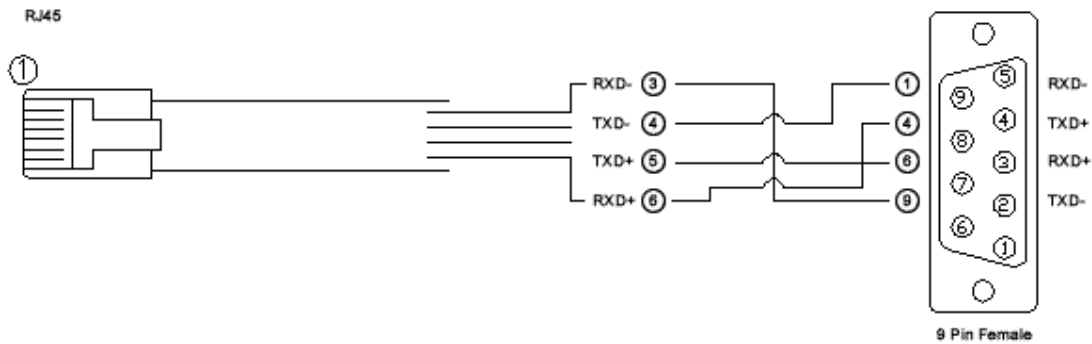 RJ45
1
RXD- 3
TXD- 4
TXD+ 5
RXD+ 6
1 RXD-
4 TXD+
6 RXD+
9 TXD-
5
9
4
8
3
7
2
6
1
9 Pin Female